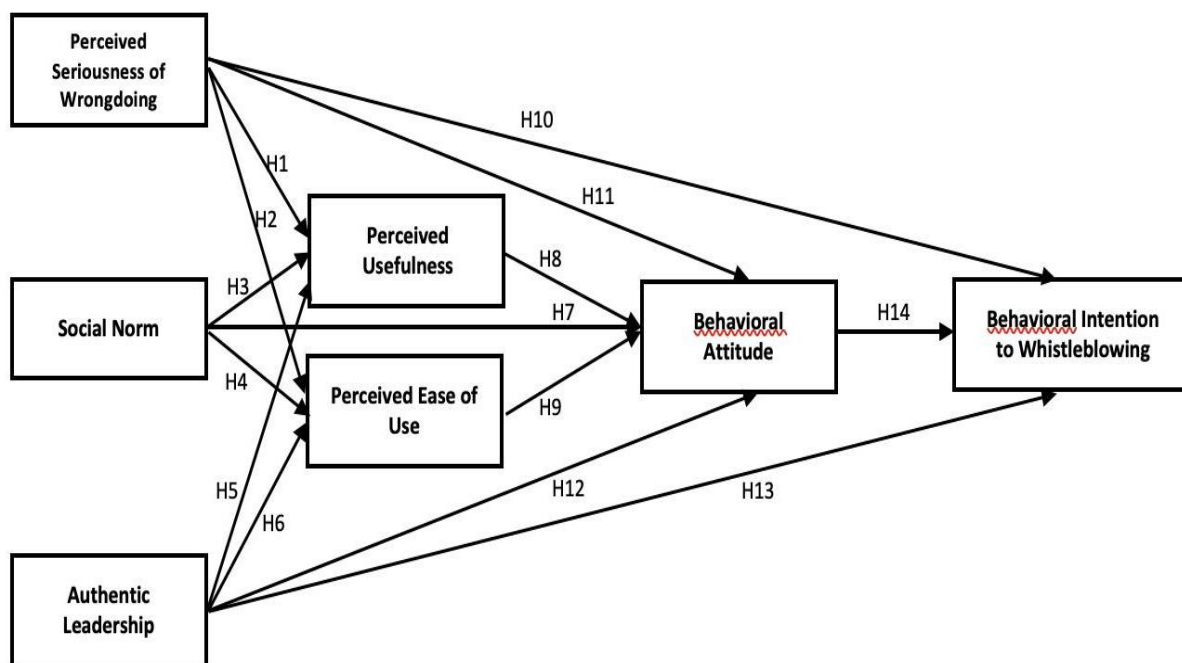 Perceived
Seriousness of
Wrongdoing
H10
H1
H11
H2
Perceived
Usefulness
H3
H8
Social Norm
H7
Behavioral
Attitude
H14
Behavioral Intention
to Whistleblowing
H4
Perceived Ease of
Use
H9
H5
H6
H12
H13
Authentic
Leadership